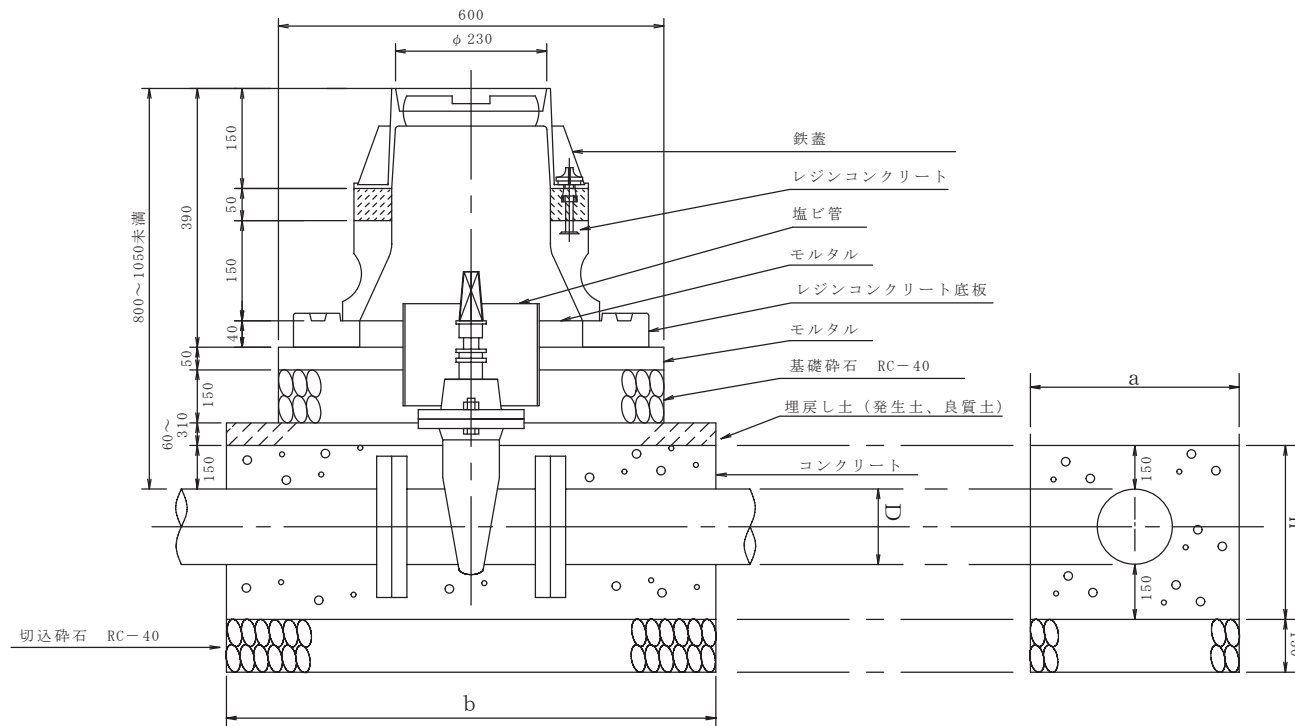 600
φ230
150
50
150
40
390
800～1050未満
50
150
60～
310
150
鉄蓋
レジンコンクリート
塩ビ管
モルタル
レジンコンクリート底板
モルタル
基礎砕石 RC－40
埋戻し土（発生土、良質土）
コンクリート
切込砕石 RC－40
D
b
a
150
150